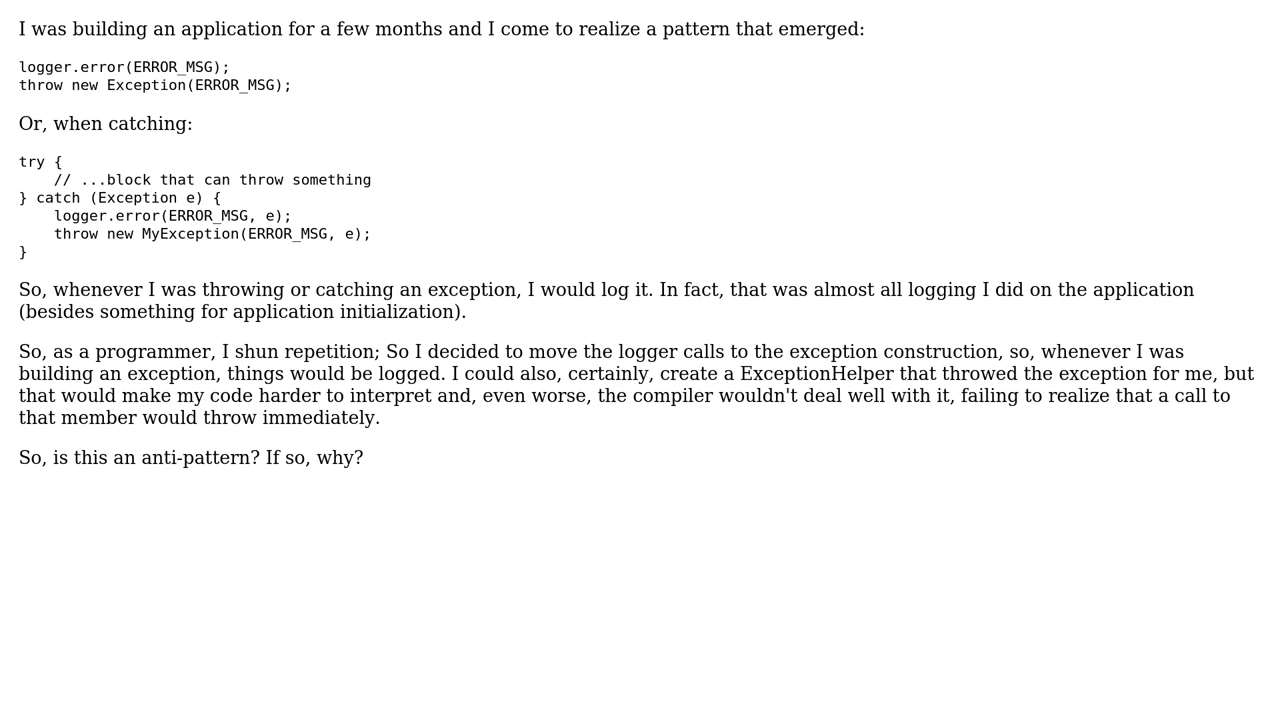 I was building an application for a few months and I come to realize a pattern that emerged:
logger.error(ERROR_MSG);
throw new Exception(ERROR_MSG);
Or, when catching:
try {
    // ...block that can throw something
} catch (Exception e) {
    logger.error(ERROR_MSG, e);
    throw new MyException(ERROR_MSG, e);
}
So, whenever I was throwing or catching an exception, I would log it. In fact, that was almost all logging I did on the application
(besides something for application initialization).
So, as a programmer, I shun repetition; So I decided to move the logger calls to the exception construction, so, whenever I was
building an exception, things would be logged. I could also, certainly, create a ExceptionHelper that throwed the exception for me, but
that would make my code harder to interpret and, even worse, the compiler wouldn't deal well with it, failing to realize that a call to
that member would throw immediately.
So, is this an anti-pattern? If so, why?